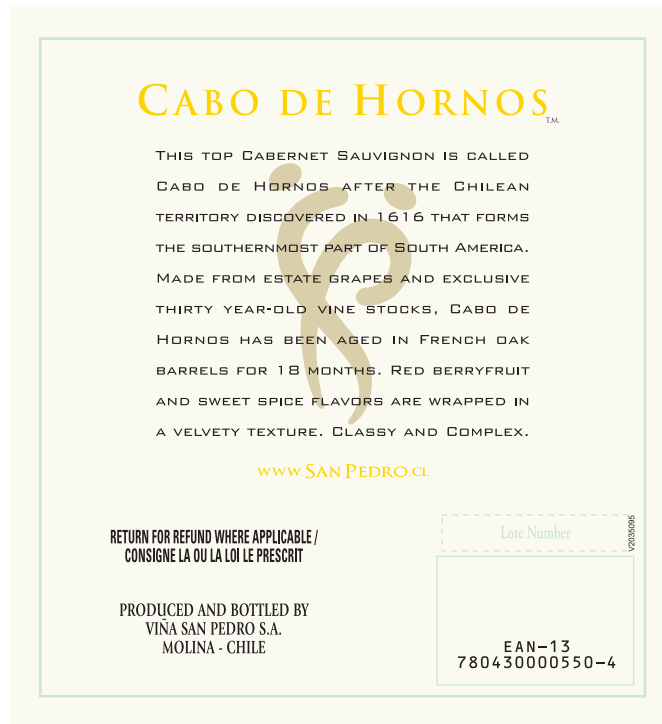 CABO DE HORNOS
T.M.
THIS TOP CABERNET SAUVIGNON IS CALLED
CABO DE HORNOS AFTER THE CHILEAN
TERRITORY DISCOVERED IN 1616 THAT FORMS
THE SOUTHERNMOST PART OF SOUTH AMERICA.
MADE FROM ESTATE GRAPES AND EXCLUSIVE
THIRTY YEAR-OLD VINE STOCKS, CABO DE
HORNOS HAS BEEN AGED IN FRENCH OAK
BARRELS FOR 18 MONTHS. RED BERRYFRUIT
AND SWEET SPICE FLAVORS ARE WRAPPED IN
A VELVETY TEXTURE. CLASSY AND COMPLEX.
WWW.SAN PEDRO.CL
RETURN FOR REFUND WHERE APPLICABLE /
CONSIGNE LA OU LA LOI LE PRESCRIT
PRODUCED AND BOTTLED BY
VIÑA SAN PEDRO S.A.
MOLINA - CHILE
Lote Number
V2035095
EAN-13
780430000550-4